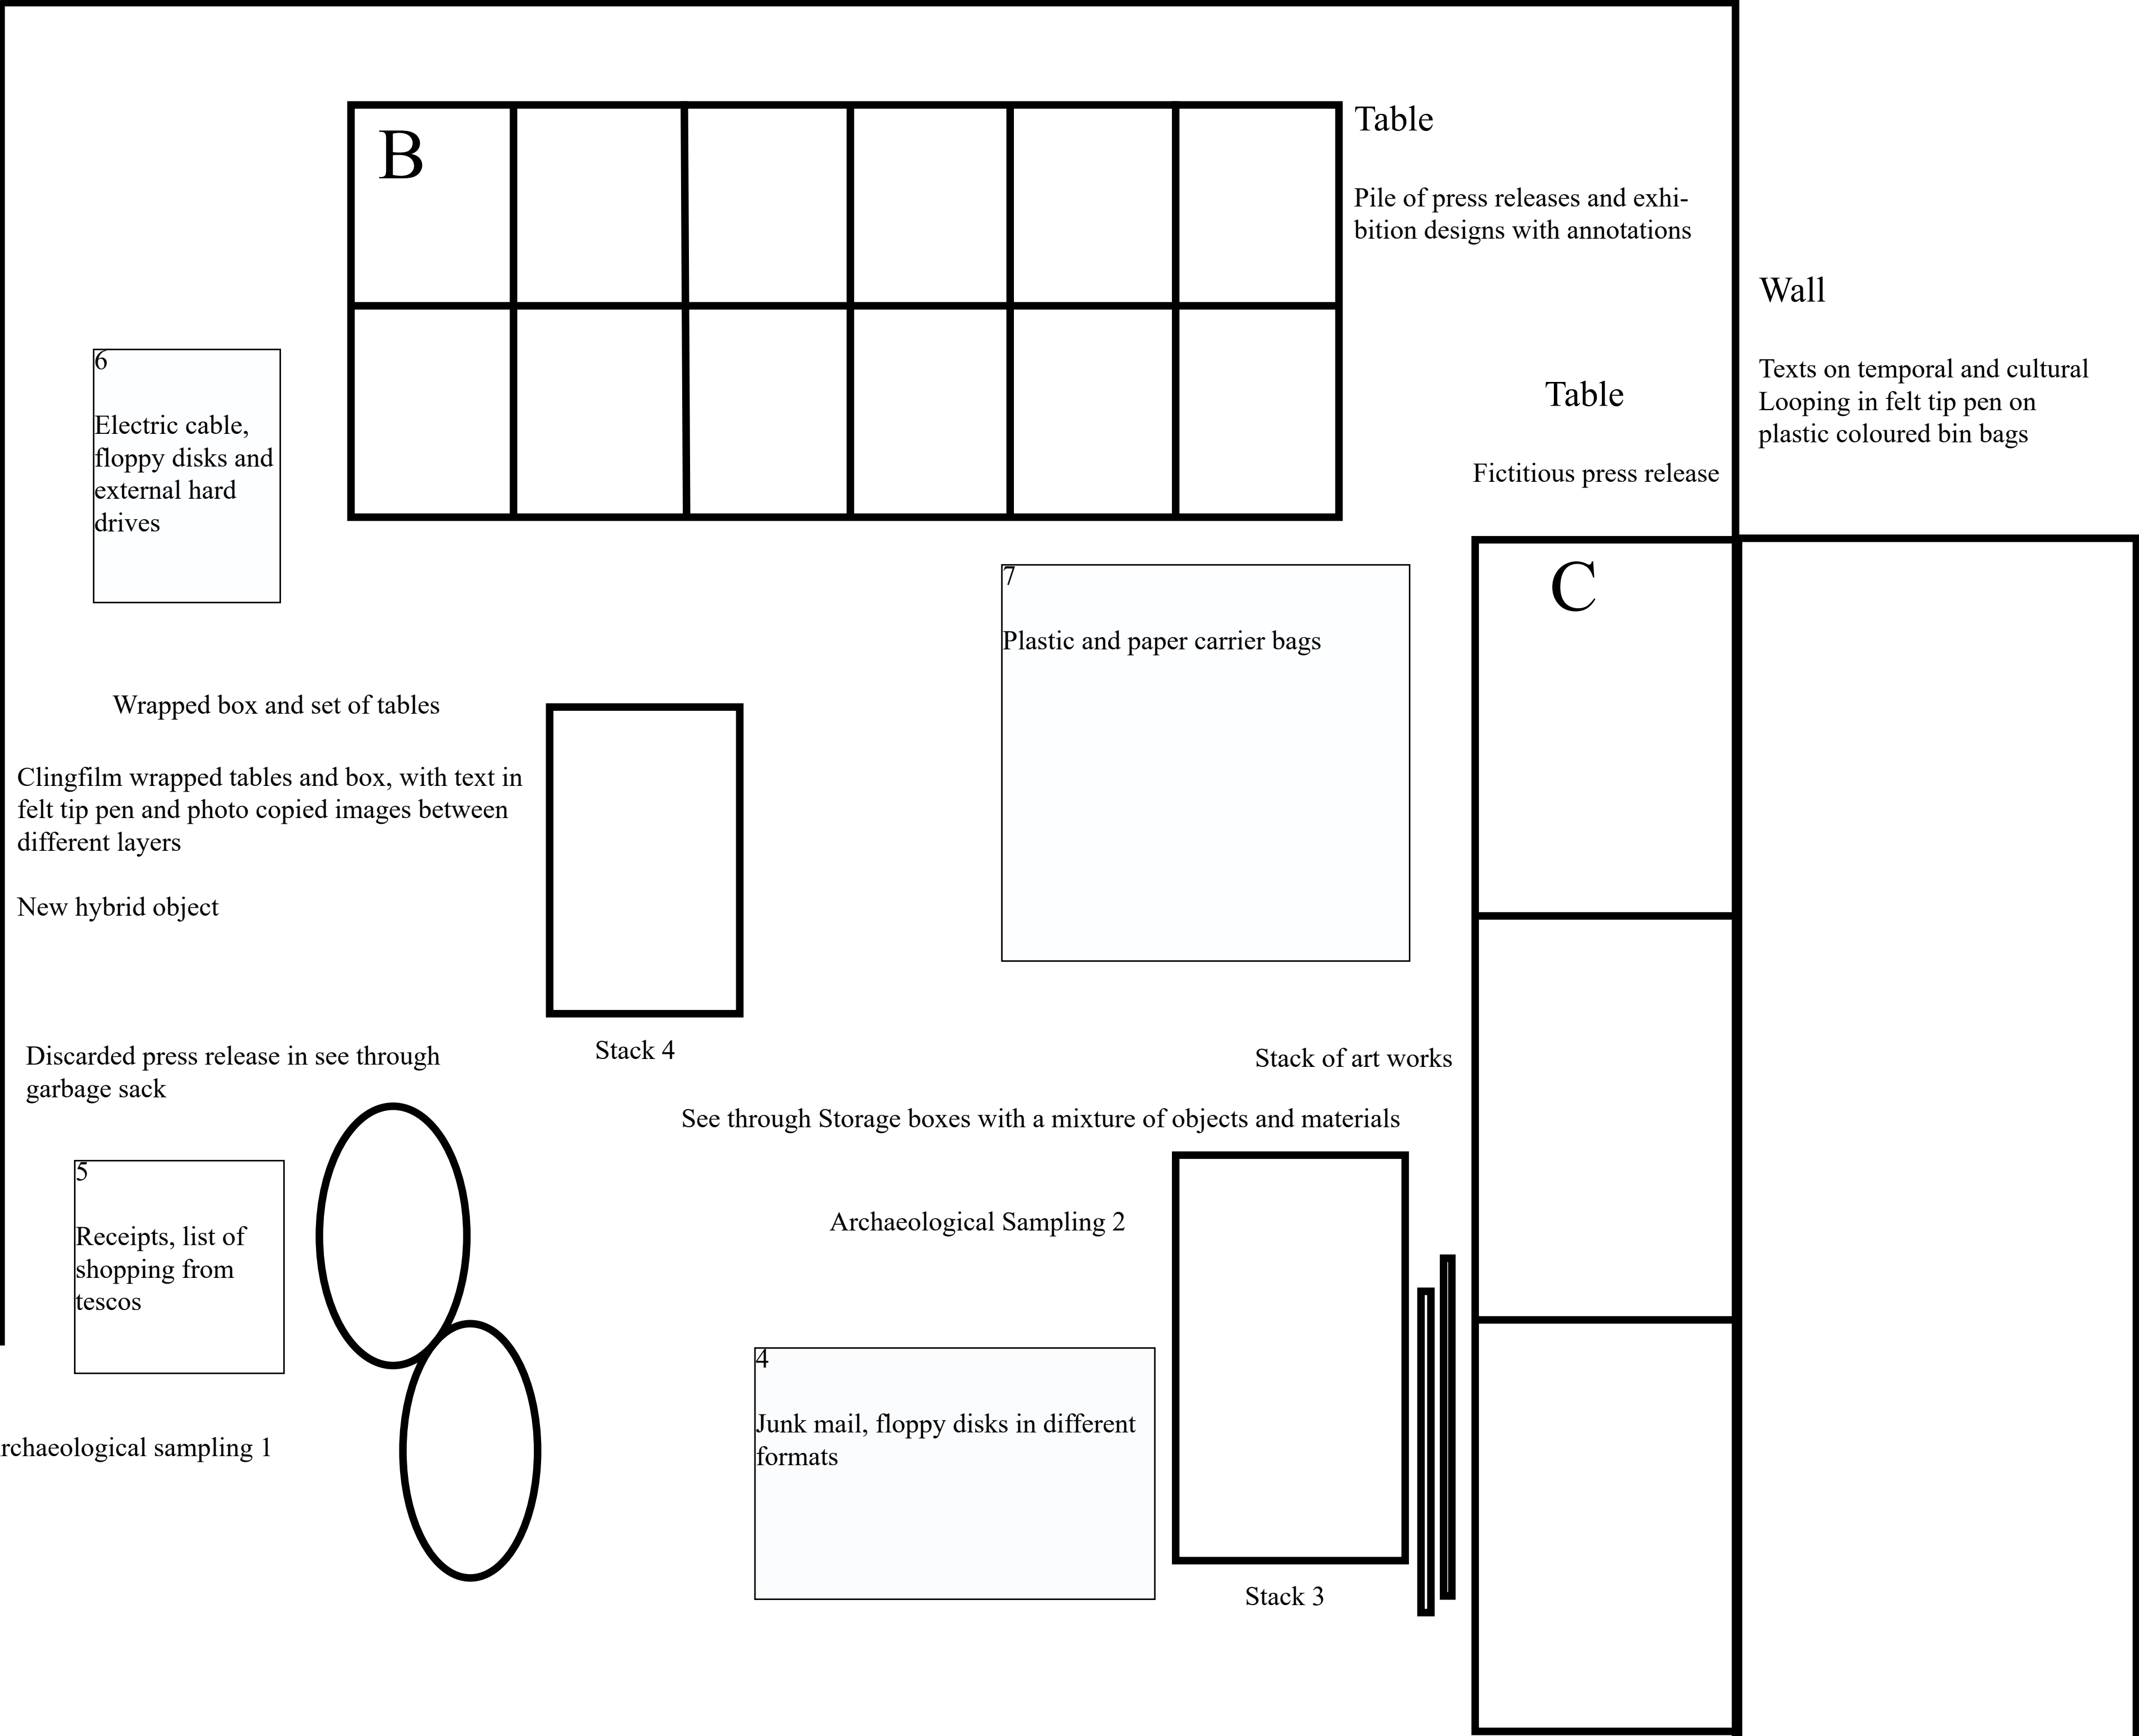 B
Table
Pile of press releases and exhi-
bition designs with annotations
Wall
Texts on temporal and cultural
Looping in felt tip pen on
plastic coloured bin bags
6
Electric cable,
floppy disks and
external hard
drives
Table
Fictitious press release
C
7
Plastic and paper carrier bags
Wrapped box and set of tables
Clingfilm wrapped tables and box, with text in
felt tip pen and photo copied images between
different layers
New hybrid object
Stack 4
Discarded press release in see through
garbage sack
Stack of art works
See through Storage boxes with a mixture of objects and materials
5
Receipts, list of
shopping from
tescos
Archaeological Sampling 2
4
Junk mail, floppy disks in different
formats
rchaeological sampling 1
Stack 3